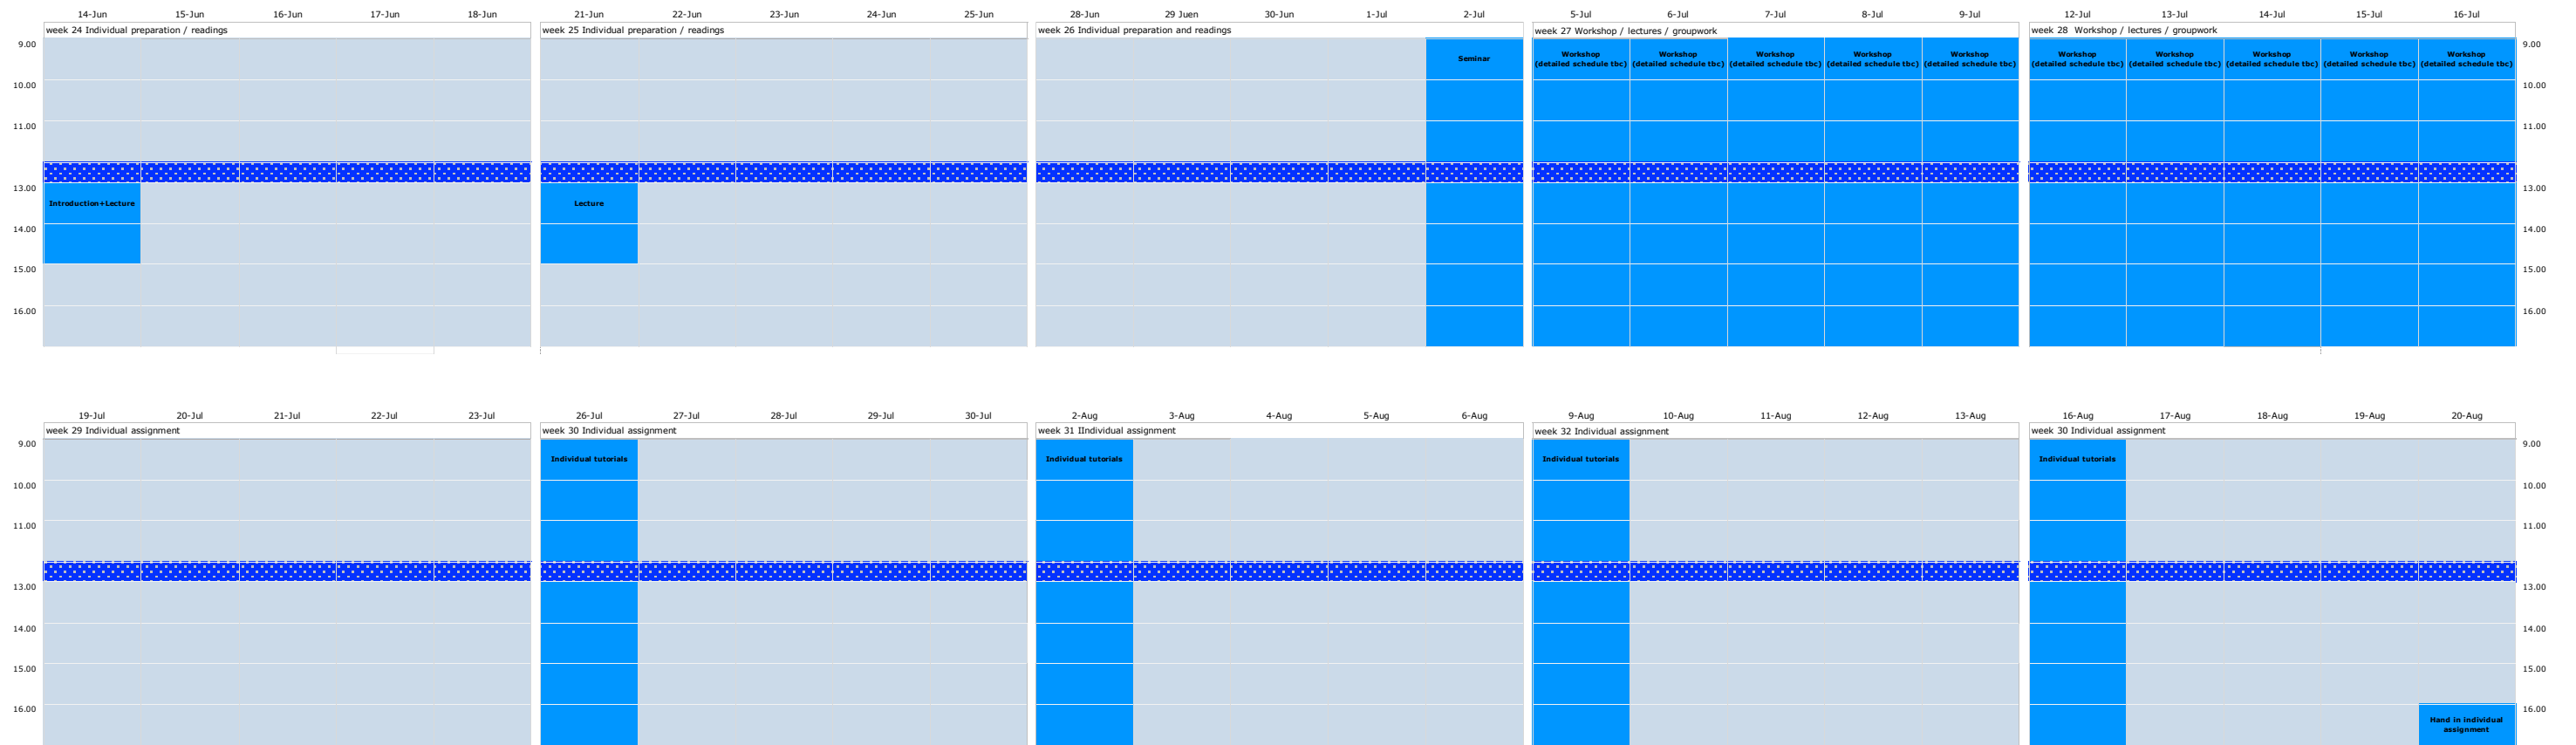 14-Jun 15-Jun 16-Jun 17-Jun 18-Jun 21-Jun 22-Jun 23-Jun 24-Jun 25-Jun 28-Jun 29 Juen 30-Jun 1-Jul 2-Jul 5-Jul 6-Jul 7-Jul 8-Jul 9-Jul 12-Jul 13-Jul 14-Jul 15-Jul 16-Jul
week 24 Individual preparation / readings week 25 Individual preparation / readings week 26 Individual preparation and readings week 27 Workshop / lectures / groupwork week 28 Workshop / lectures / groupwork
9.00 9.00
Seminar Workshop Workshop Workshop Workshop Workshop Workshop Workshop Workshop Workshop Workshop
(detailed schedule tbc) (detailed schedule tbc) (detailed schedule tbc) (detailed schedule tbc) (detailed schedule tbc) (detailed schedule tbc) (detailed schedule tbc) (detailed schedule tbc) (detailed schedule tbc) (detailed schedule tbc)
10.00 10.00
11.00 11.00
13.00 13.00
Introduction+Lecture Lecture
14.00 14.00
15.00 15.00
16.00 16.00
19-Jul 20-Jul 21-Jul 22-Jul 23-Jul 26-Jul 27-Jul 28-Jul 29-Jul 30-Jul 2-Aug 3-Aug 4-Aug 5-Aug 6-Aug 9-Aug 10-Aug 11-Aug 12-Aug 13-Aug 16-Aug 17-Aug 18-Aug 19-Aug 20-Aug
week 29 Individual assignment week 30 Individual assignment week 31 IIndividual assignment week 32 Individual assignment week 30 Individual assignment
9.00 9.00
Individual tutorials Individual tutorials Individual tutorials Individual tutorials
10.00 10.00
11.00 11.00
13.00 13.00
14.00 14.00
15.00 15.00
16.00 16.00
Hand in individual
assignment